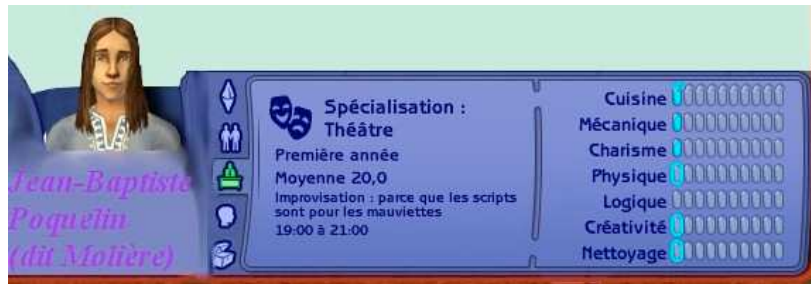 Jean-Baptiste
Poquelin
(dit Molière)
Spécialisation :
Théâtre
Première année
Moyenne 20,0
Improvisation : parce que les scripts
sont pour les mauviettes
19:00 à 21:00
Cuisine
Mécanique
Charisme
Physique
Logique
Créativité
Nettoyage